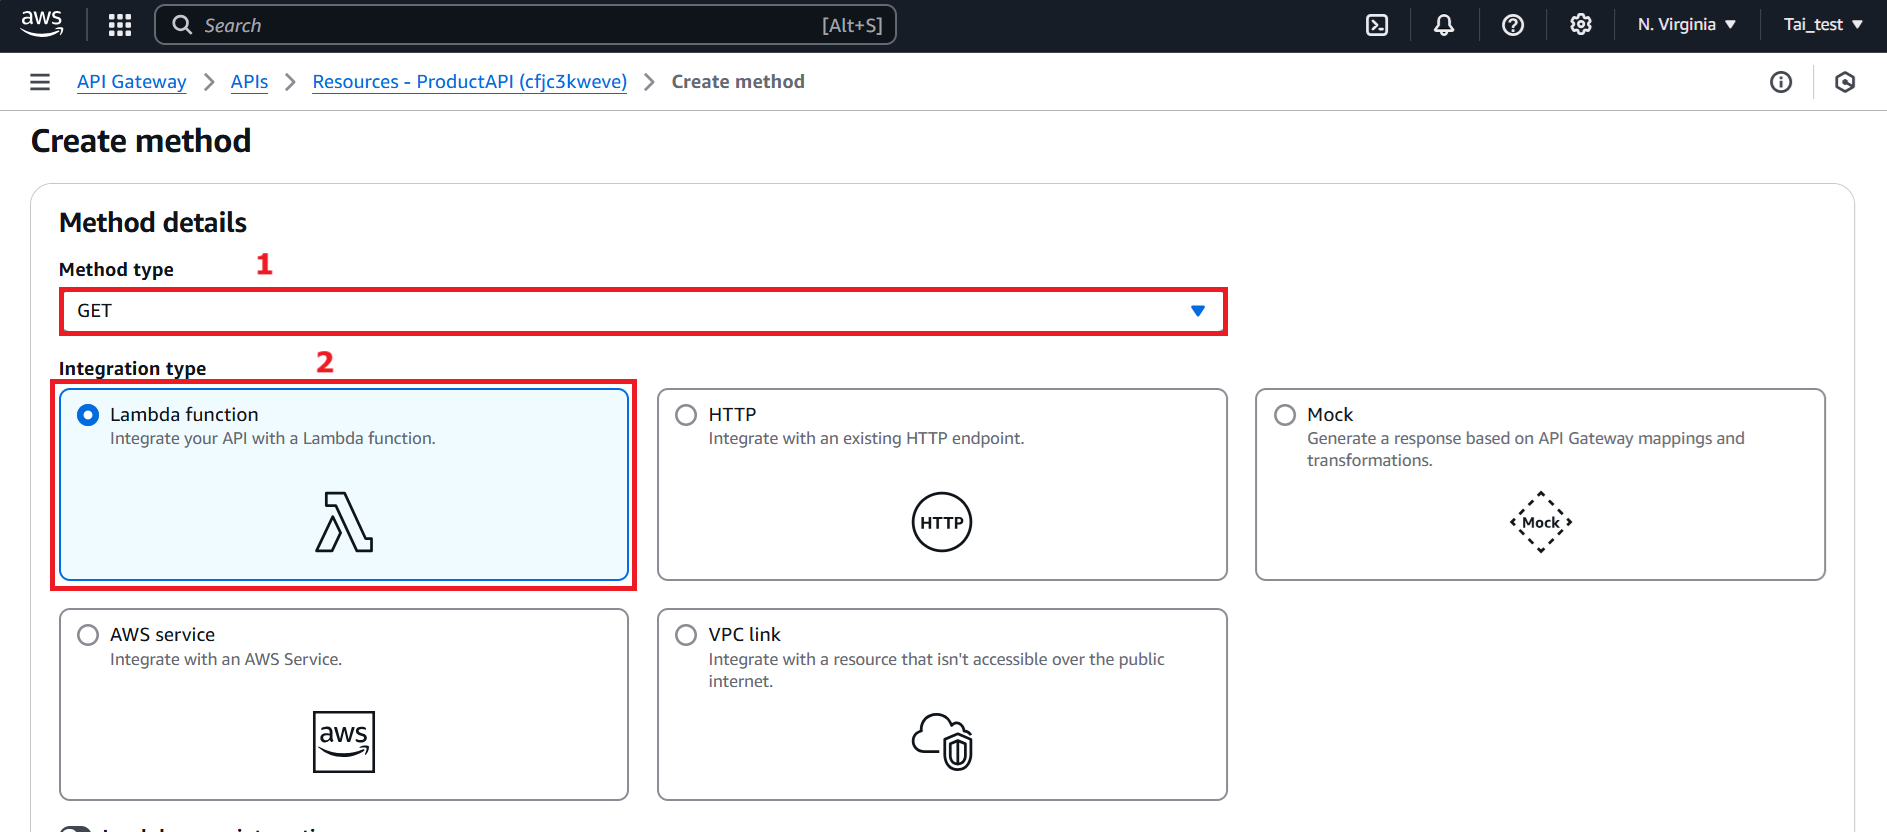 aws
Search
[Alt+S]
N. Virginia
Tai_test
API Gateway
APIs
Resources - ProductAPI (cfjc3kweve)
Create method
Create method
Method details
Method type
1
GET
Integration type
2
Lambda function
Integrate your API with a Lambda function.
HTTP
Integrate with an existing HTTP endpoint.
HTTP
Mock
Generate a response based on API Gateway mappings and
transformations.
Mock
AWS service
Integrate with an AWS Service.
aws
VPC link
Integrate with a resource that isn't accessible over the public
internet.